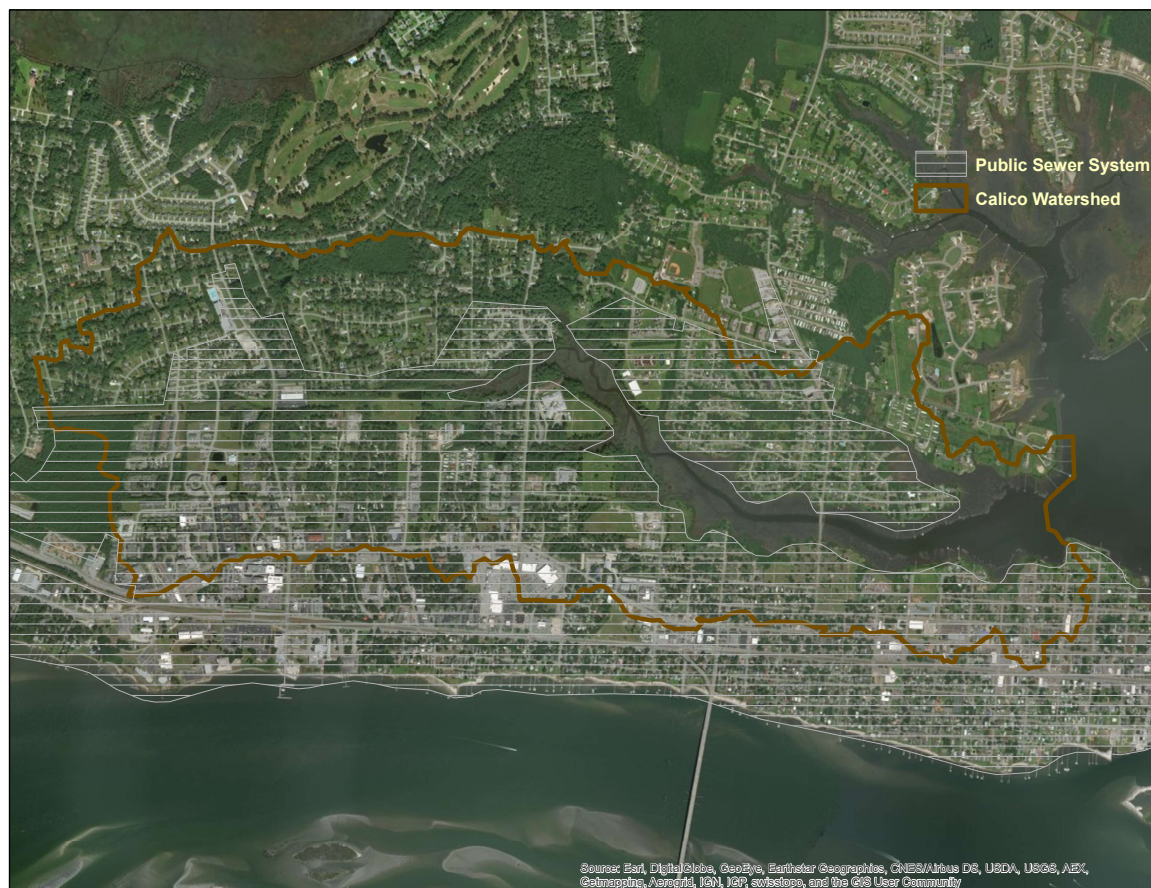 Public Sewer System
Calico Watershed
Source: Esri, DigitalGlobe, GeoEye, Earthstar Geographics, CNES/Airbus DS, USDA, USGS, AEX,
Getmapping, Aerogrid, IGN, IGP, swisstopo, and the GIS User Community